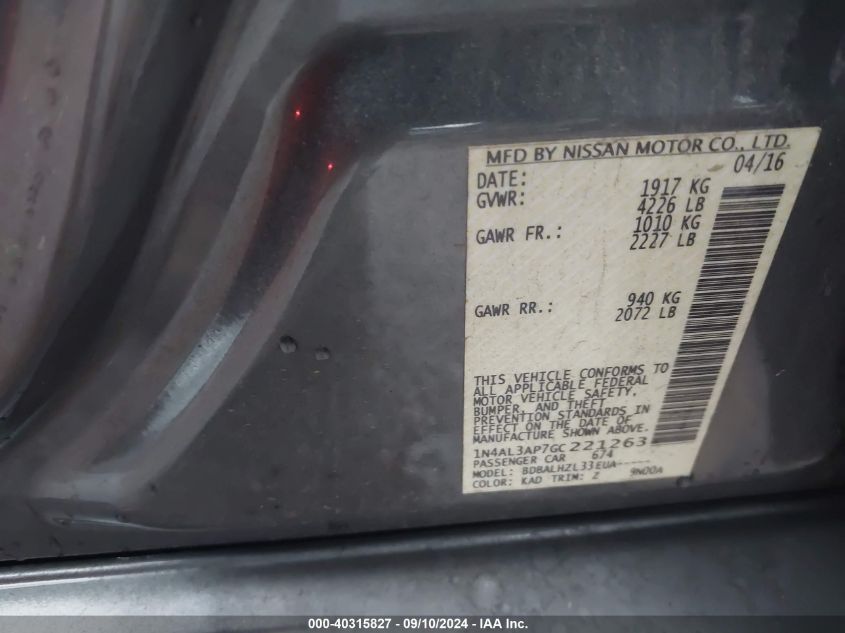 MFD BY NISSAN MOTOR CO., LTD.
DATE: 04/16
GVWR: 1917 KG
4226 LB
GAWR FR.: 1010 KG
2227 LB
GAWR RR.: 940 KG
2072 LB
THIS VEHICLE CONFORMS TO
ALL APPLICABLE FEDERAL
MOTOR VEHICLE SAFETY,
BUMPER, AND THEFT
PREVENTION STANDARDS IN
EFFECT ON THE DATE OF
MANUFACTURE SHOWN ABOVE.
1N4AL3AP7GC221263
PASSENGER CAR 674
MODEL: BDBALHZL33EUA-----
COLOR: KAD TRIM: Z 9N00A
000-40315827 - 09/10/2024 - IAA Inc.